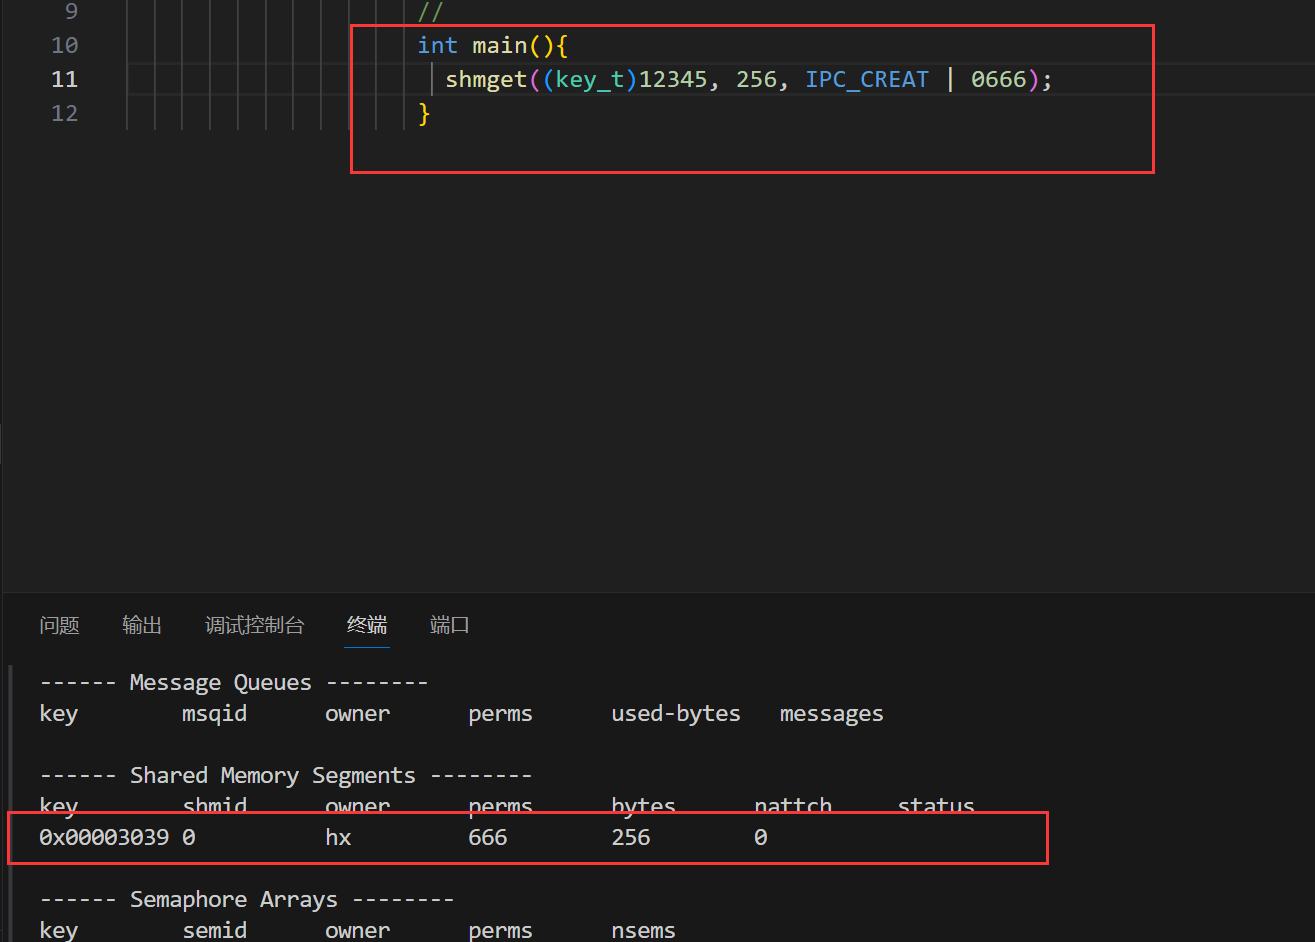 9 //
10 int main(){
11 shmget((key_t)12345, 256, IPC_CREAT | 0666);
12 }
问题 输出 调试控制台 终端 端口
------ Message Queues --------
key msqid owner perms used-bytes messages
------ Shared Memory Segments --------
key shmid owner perms bytes nattch status
0x00003039 0 hx 666 256 0
------ Semaphore Arrays --------
key semid owner perms nsems